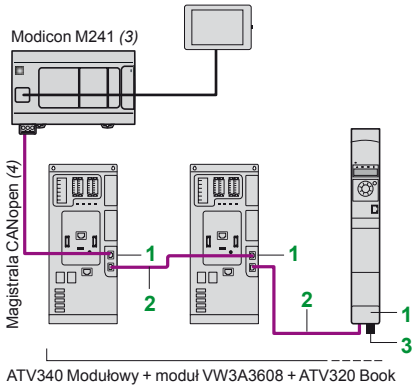 Modicon M241 (3)
Magistrala CANopen (4)
1
2
1
2
1
3
ATV340 Modułowy + moduł VW3A3608 + ATV320 Book